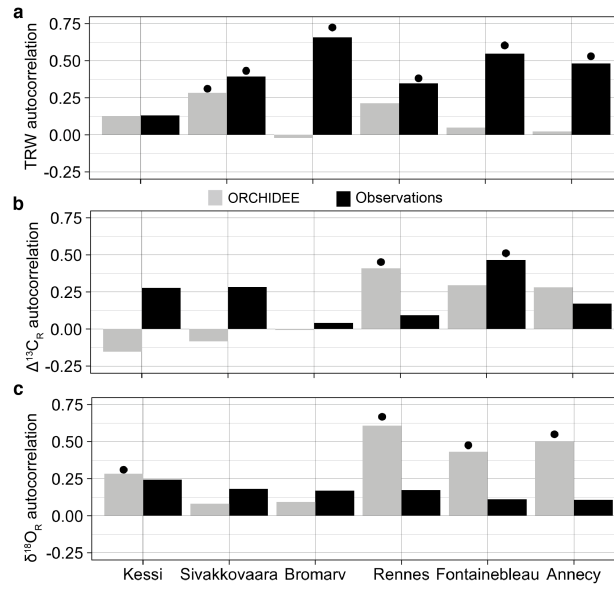 a
TRW autocorrelation
0.75
0.50
0.25
0.00
-0.25
ORCHIDEE Observations
b
Δ13CR autocorrelation
0.75
0.50
0.25
0.00
-0.25
c
δ18OR autocorrelation
0.75
0.50
0.25
0.00
-0.25
Kessi Sivakkovaara Bromarv Rennes Fontainebleau Annecy